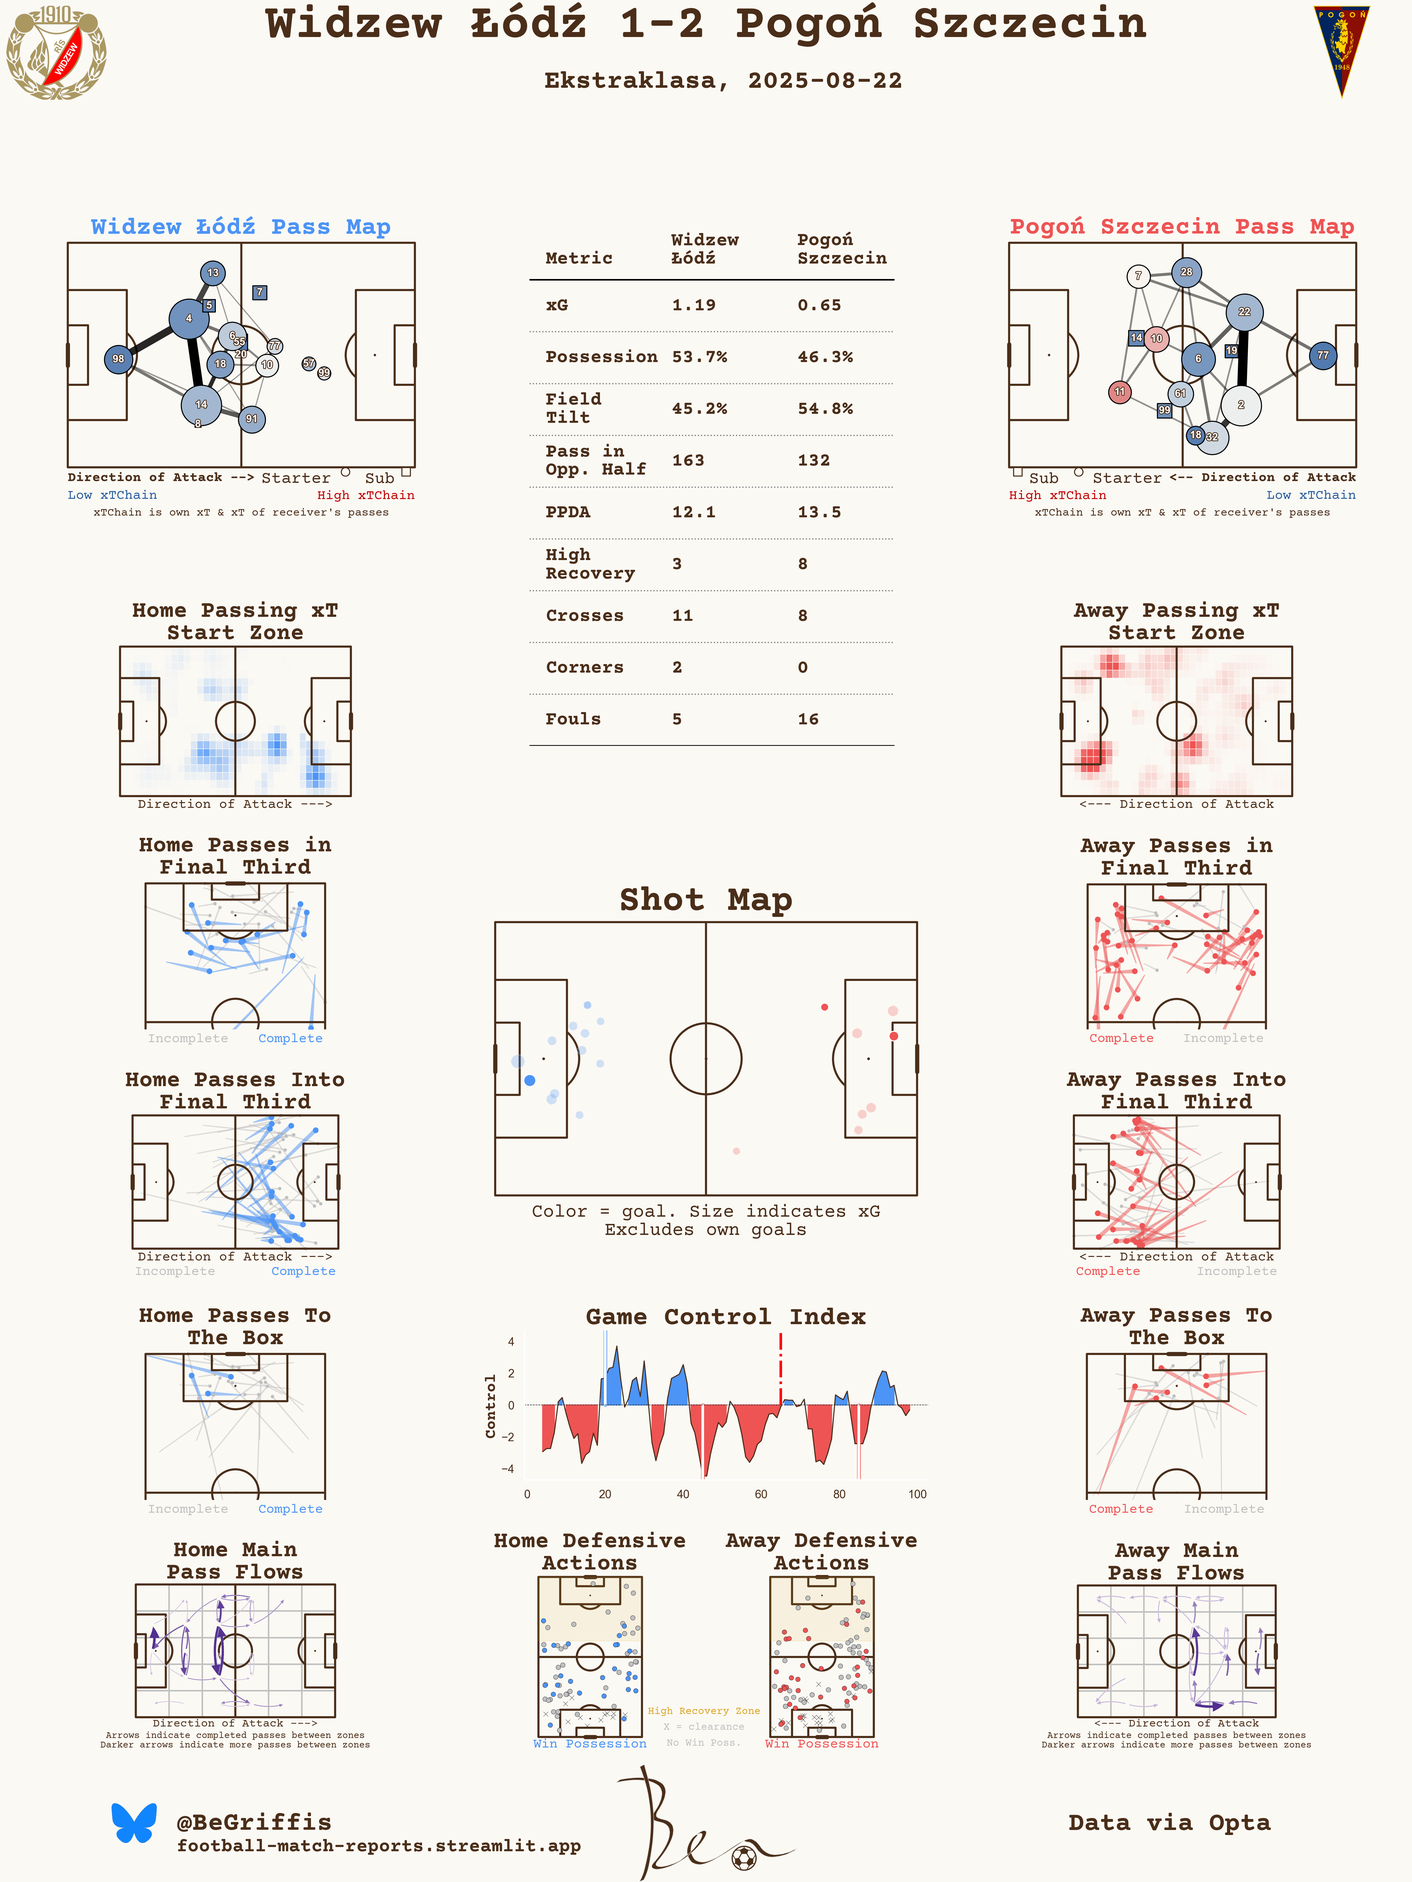 Widzew Łódź 1-2 Pogoń Szczecin
Ekstraklasa, 2025-08-22
1910
RTS
WIDZEW
POGOŃ
1948
Widzew Łódź Pass Map
13
7
5
4
6
55
77
20
98
18
10
57
99
14
91
8
Direction of Attack --> Starter Sub
Low xTChain High xTChain
xTChain is own xT & xT of receiver's passes
Metric Widzew Łódź Pogoń Szczecin
xG 1.19 0.65
Possession 53.7% 46.3%
Field Tilt 45.2% 54.8%
Pass in Opp. Half 163 132
PPDA 12.1 13.5
High Recovery 3 8
Crosses 11 8
Corners 2 0
Fouls 5 16
Pogoń Szczecin Pass Map
7
28
22
14
10
19
6
77
11
61
99
2
18
32
Sub Starter <-- Direction of Attack
High xTChain Low xTChain
xTChain is own xT & xT of receiver's passes
Home Passing xT
Start Zone
Direction of Attack --->
Away Passing xT
Start Zone
<--- Direction of Attack
Home Passes in
Final Third
Incomplete Complete
Away Passes in
Final Third
Complete Incomplete
Shot Map
Color = goal. Size indicates xG
Excludes own goals
Home Passes Into
Final Third
Direction of Attack --->
Incomplete Complete
Away Passes Into
Final Third
<--- Direction of Attack
Complete Incomplete
Home Passes To
The Box
Incomplete Complete
Game Control Index
Control
4
2
0
−2
−4
0 20 40 60 80 100
Away Passes To
The Box
Complete Incomplete
Home Main
Pass Flows
Direction of Attack --->
Arrows indicate completed passes between zones
Darker arrows indicate more passes between zones
Home Defensive
Actions
Win Possession
High Recovery Zone
X = clearance
No Win Poss.
Away Defensive
Actions
Win Possession
Away Main
Pass Flows
<--- Direction of Attack
Arrows indicate completed passes between zones
Darker arrows indicate more passes between zones
@BeGriffis
football-match-reports.streamlit.app
Ben
Data via Opta